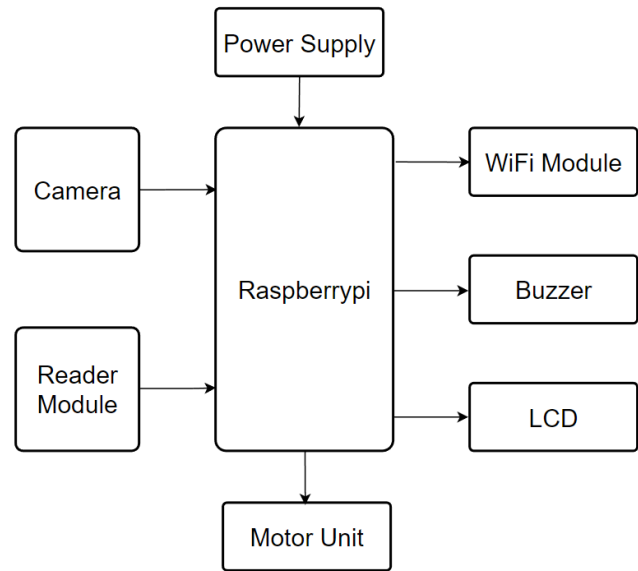 Power Supply
Camera
WiFi Module
Raspberrypi
Buzzer
Reader
Module
LCD
Motor Unit